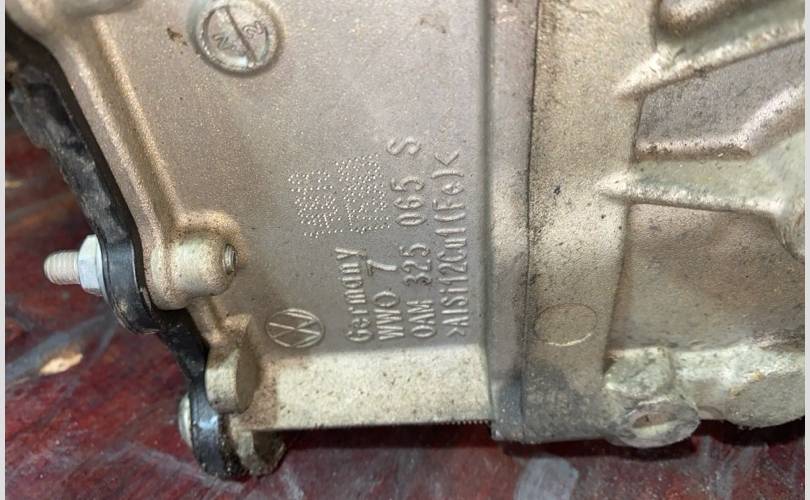 Germany
WWO 7
0AM 325 065 S
>AlSi12Cu1(Fe)<